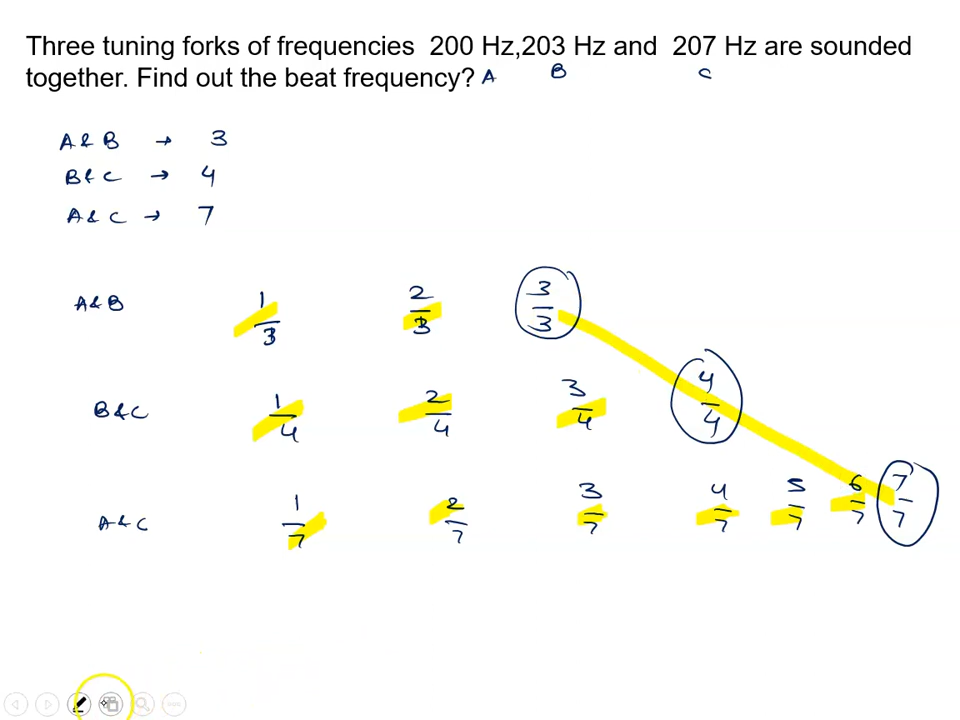 Three tuning forks of frequencies 200 Hz,203 Hz and 207 Hz are sounded
together. Find out the beat frequency? A B C
A & B → 3
B & C → 4
A & C → 7
A & B 1/3 2/3 3/3
B & C 1/4 2/4 3/4 4/4
A & C 1/7 2/7 3/7 4/7 5/7 6/7 7/7